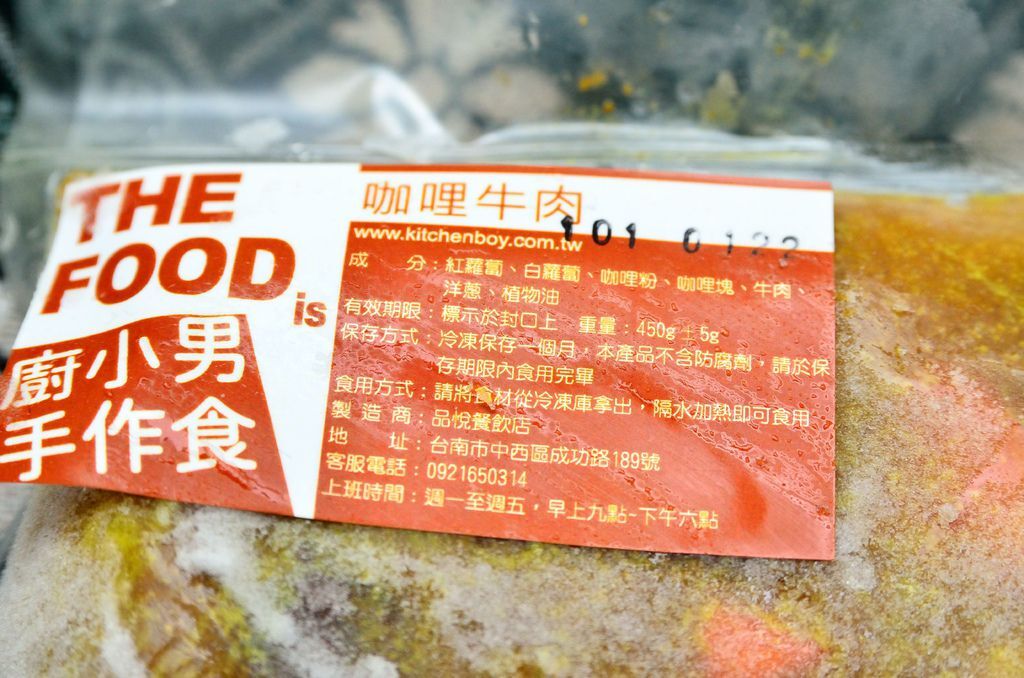 THE
FOOD
is
廚小男
手作食
咖哩牛肉
101 0122
www.kitchenboy.com.tw
成 分：紅蘿蔔、白蘿蔔、咖哩粉、咖哩塊、牛肉、
洋蔥、植物油
有效期限：標示於封口上 重量：450g±5g
保存方式：冷凍保存一個月，本產品不含防腐劑，請於保
存期限內食用完畢
食用方式：請將食材從冷凍庫拿出，隔水加熱即可食用
製造商：品悅餐飲店
地 址：台南市中西區成功路189號
客服電話：0921650314
上班時間：週一至週五，早上九點~下午六點